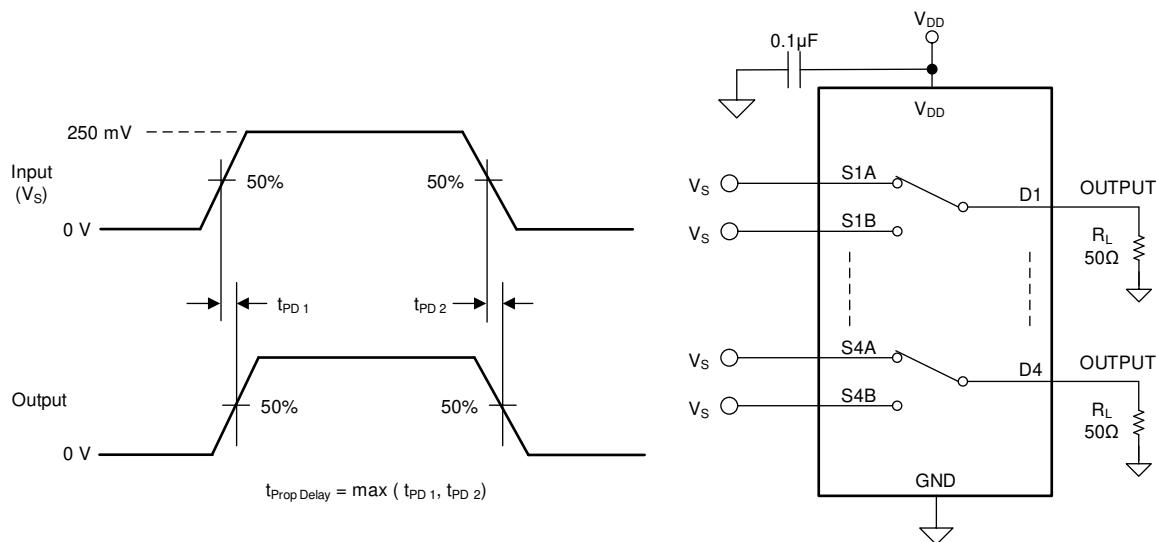 250 mV
Input
(VS)
50%
50%
0 V
tPD 1
tPD 2
Output
50%
50%
0 V
tProp Delay = max ( tPD 1, tPD 2)
VDD
0.1µF
VDD
VS
S1A
D1
OUTPUT
VS
S1B
RL
50Ω
VS
S4A
D4
OUTPUT
VS
S4B
RL
50Ω
GND